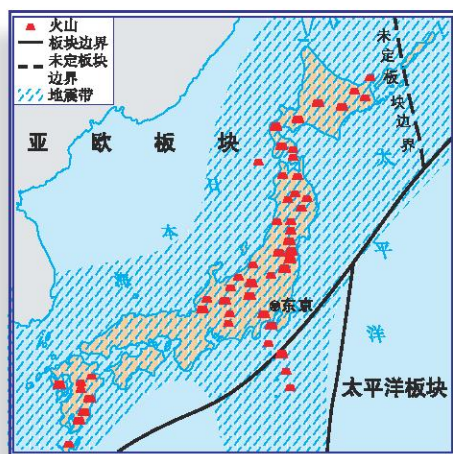 火山
板块边界
未定板块
边界
地震带
未定板块边界
亚欧板块
日本海
太平洋
东京
太平洋板块